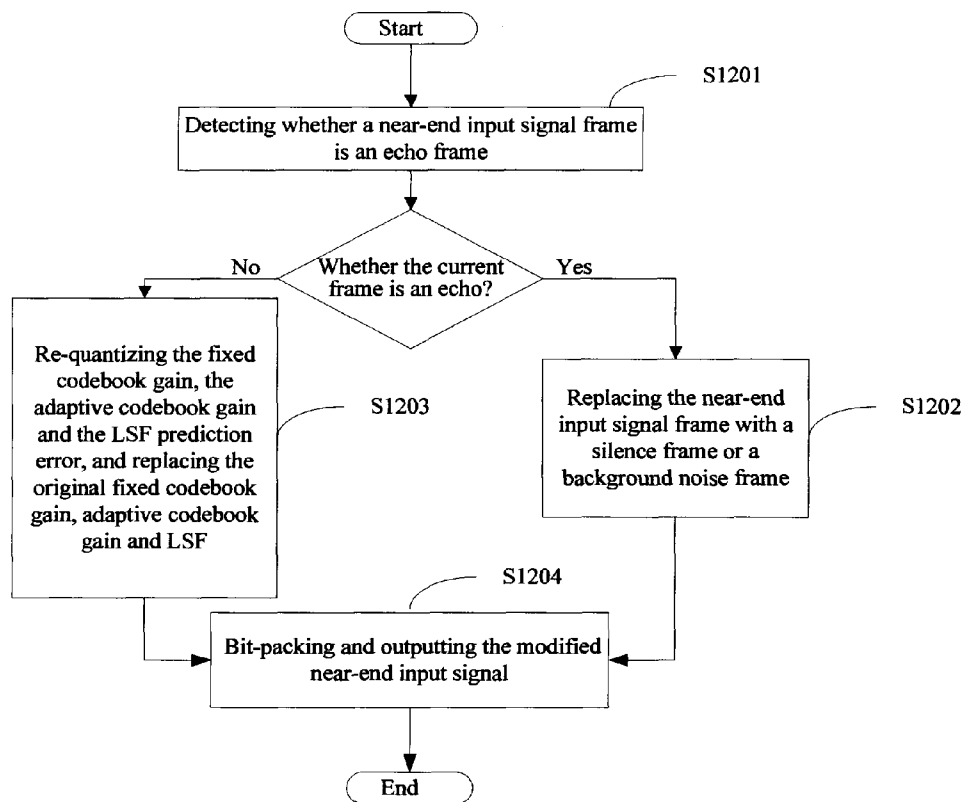 Start
S1201
Detecting whether a near-end input signal frame
is an echo frame
No
Whether the current
frame is an echo?
Yes
Re-quantizing the fixed
codebook gain, the
adaptive codebook gain
and the LSF prediction
error, and replacing the
original fixed codebook
gain, adaptive codebook
gain and LSF
S1203
Replacing the near-end
input signal frame with a
silence frame or a
background noise frame
S1202
S1204
Bit-packing and outputting the modified
near-end input signal
End